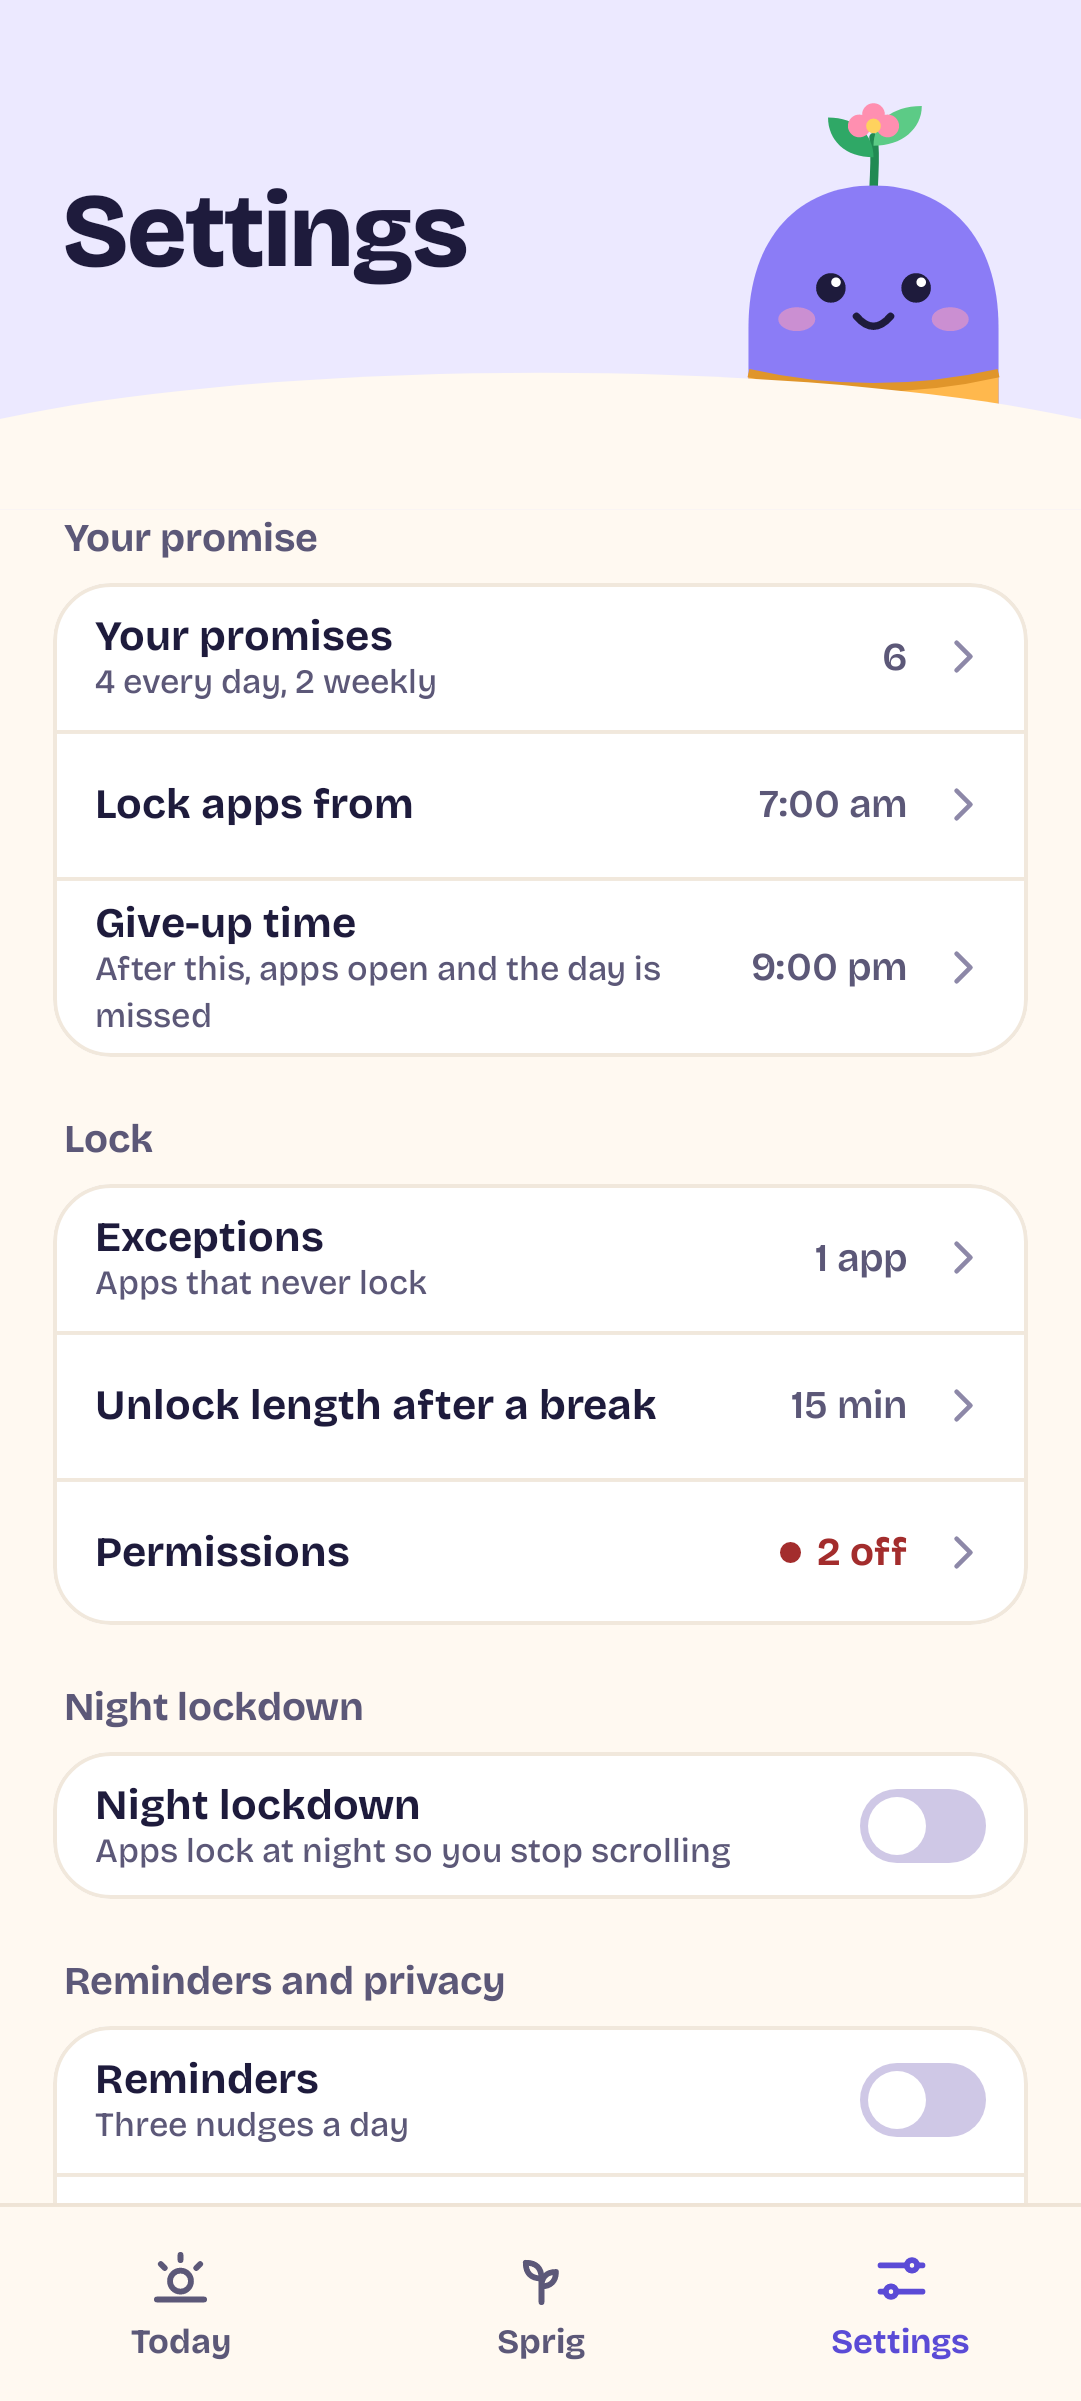 Settings
Your promise
Your promises
4 every day, 2 weekly
6
Lock apps from
7:00 am
Give-up time
After this, apps open and the day is
missed
9:00 pm
Lock
Exceptions
Apps that never lock
1 app
Unlock length after a break
15 min
Permissions
2 off
Night lockdown
Night lockdown
Apps lock at night so you stop scrolling
Reminders and privacy
Reminders
Three nudges a day
Today
Sprig
Settings